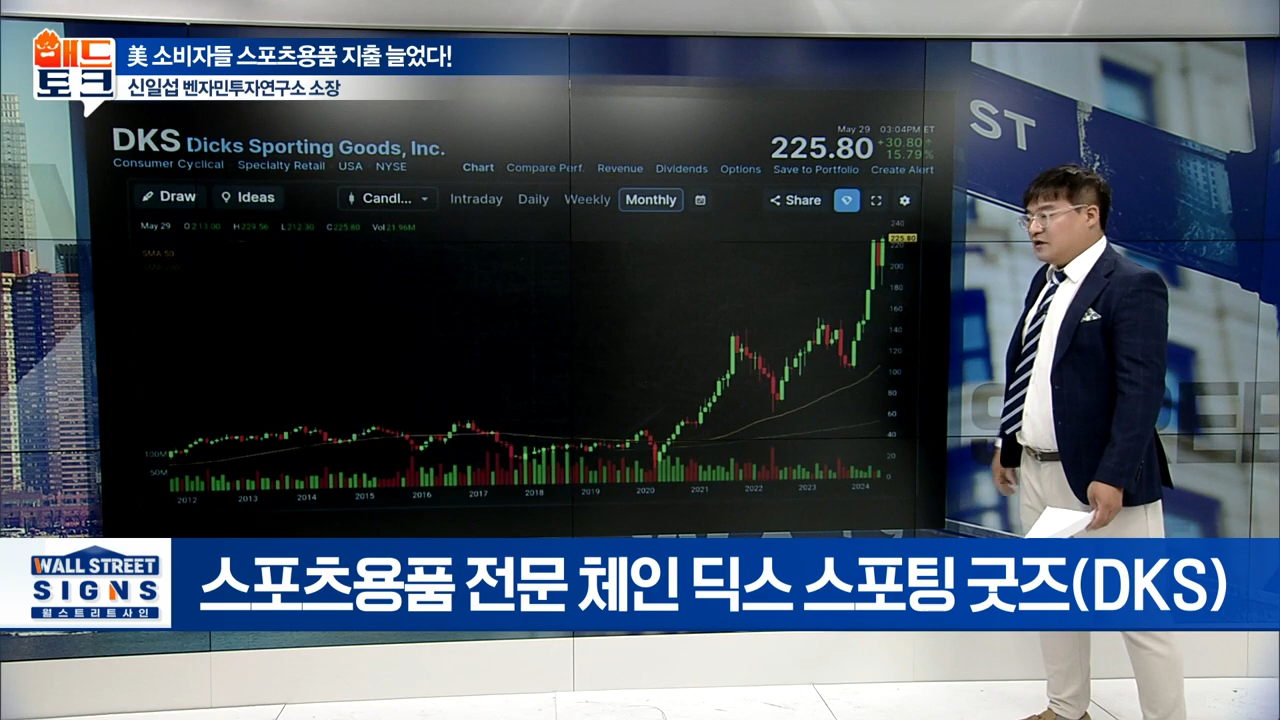 매드
토크
美 소비자들 스포츠용품 지출 늘었다!
신일섭 벤자민투자연구소 소장
DKS Dicks Sporting Goods, Inc.
Consumer Cyclical Specialty Retail USA NYSE
May 29 03:04PM ET
225.80 +30.80
15.79%
Chart Compare Perf. Revenue Dividends Options Save to Portfolio Create Alert
Draw Ideas Candl... Intraday Daily Weekly Monthly Share
May 29 O 213.00 H 229.56 L 212.30 C 225.80 Vol 21.96M
SMA 50
240
225.80
220
200
180
160
140
120
100
80
60
40
20
0
100M
50M
2012 2013 2014 2015 2016 2017 2018 2019 2020 2021 2022 2023 2024
ST
WALL STREET
SIGNS
월스트리트사인
스포츠용품 전문 체인 딕스 스포팅 굿즈(DKS)